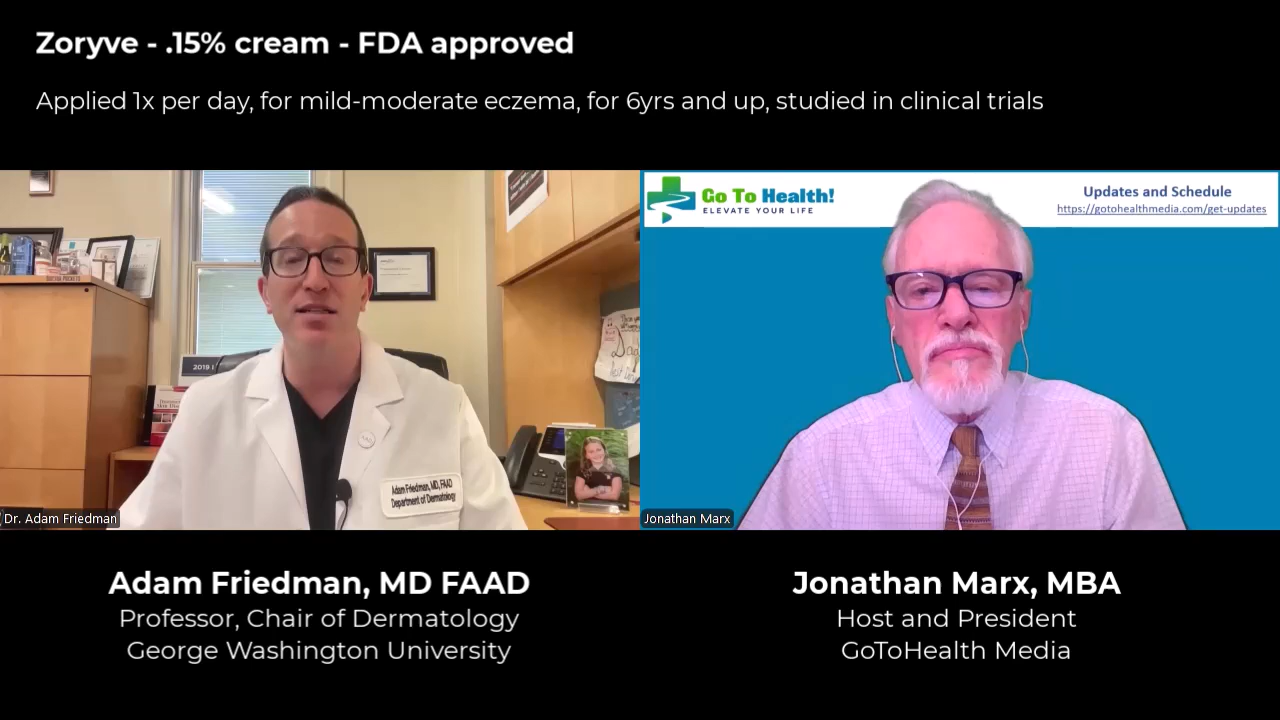 Zoryve - .15% cream - FDA approved
Applied 1x per day, for mild-moderate eczema, for 6yrs and up, studied in clinical trials
Go To Health!
ELEVATE YOUR LIFE
Updates and Schedule
https://gotohealthmedia.com/get-updates
2019
Adam Friedman, MD, FAAD
Department of Dermatology
Dr. Adam Friedman
Jonathan Marx
Adam Friedman, MD FAAD
Professor, Chair of Dermatology
George Washington University
Jonathan Marx, MBA
Host and President
GoToHealth Media